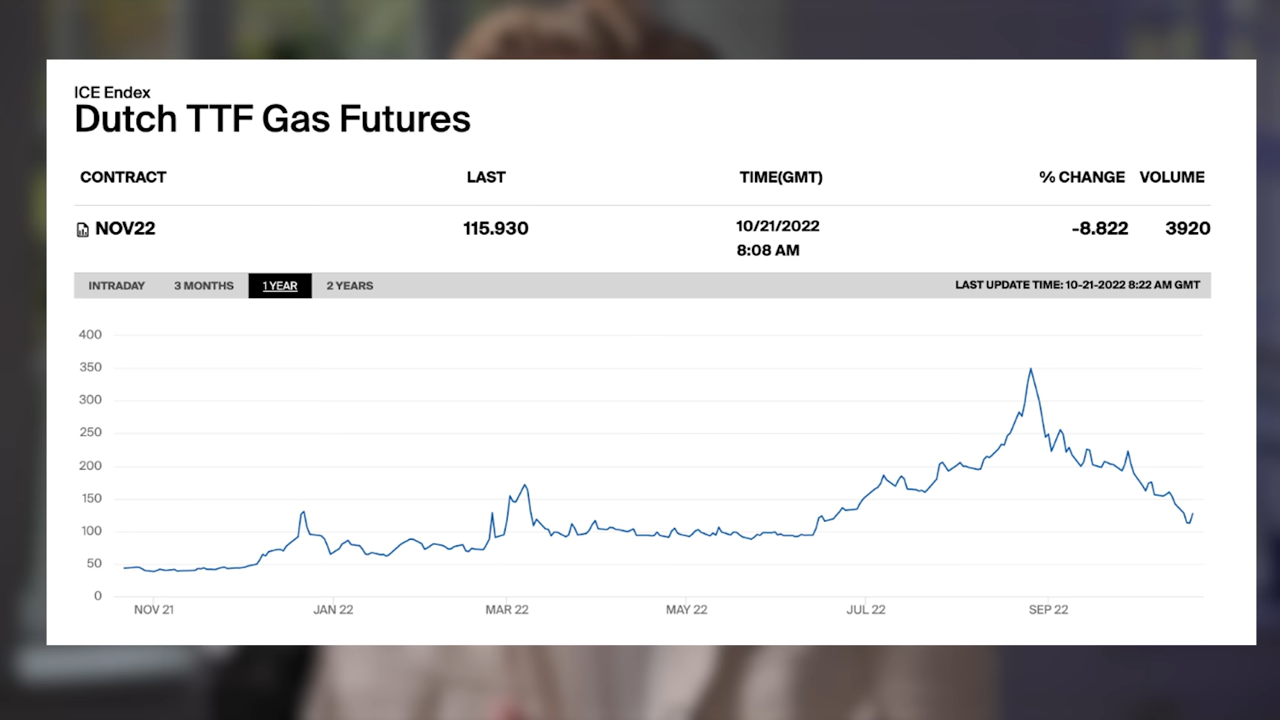 ICE Endex
Dutch TTF Gas Futures
CONTRACT LAST TIME(GMT) % CHANGE VOLUME
NOV22 115.930 10/21/2022 8:08 AM -8.822 3920
INTRADAY 3 MONTHS 1 YEAR 2 YEARS LAST UPDATE TIME: 10-21-2022 8:22 AM GMT
400
350
300
250
200
150
100
50
0
NOV 21 JAN 22 MAR 22 MAY 22 JUL 22 SEP 22